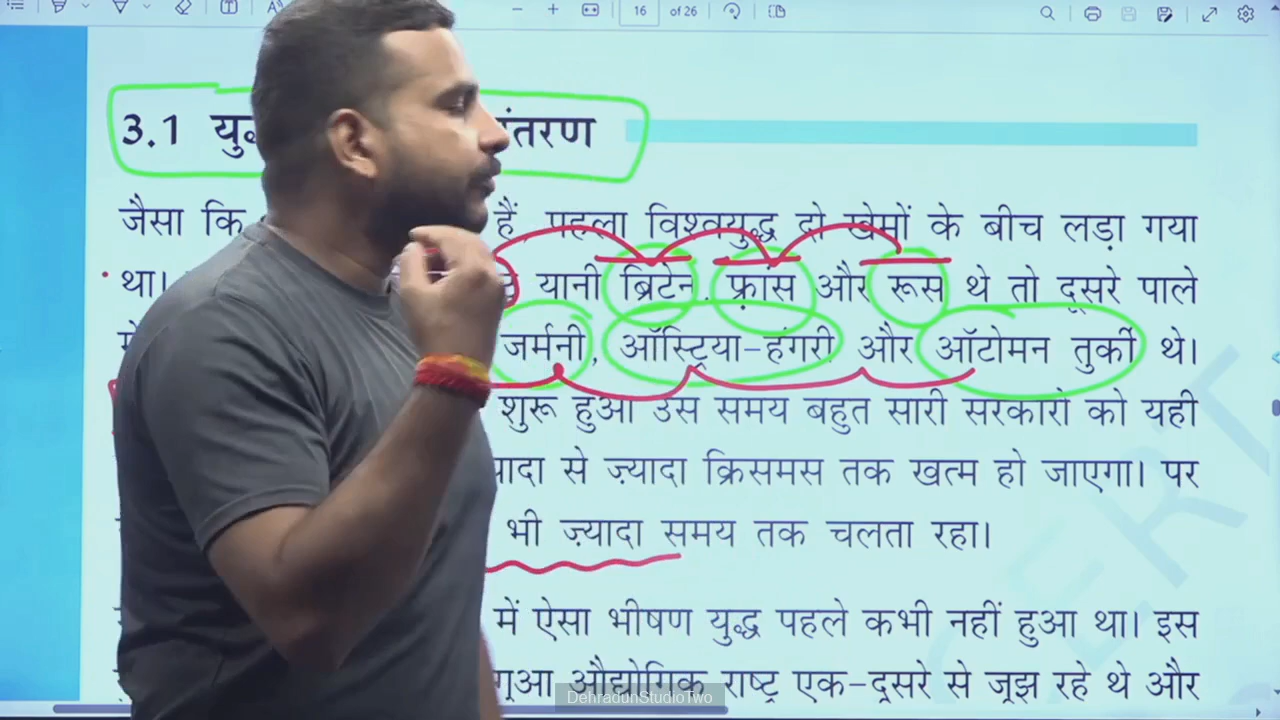 16 of 26
3.1 यु ंतरण
जैसा कि हैं पहला विश्वयुद्ध दो खेमों के बीच लड़ा गया
था। यानी ब्रिटेन, फ़्रांस और रूस थे तो दूसरे पाले
जर्मनी, ऑस्ट्रिया-हंगरी और ऑटोमन तुर्की थे।
शुरू हुआ उस समय बहुत सारी सरकारों को यही
से ज़्यादा क्रिसमस तक खत्म हो जाएगा। पर
भी ज़्यादा समय तक चलता रहा।
में ऐसा भीषण युद्ध पहले कभी नहीं हुआ था। इस
औद्योगिक राष्ट्र एक-दूसरे से जूझ रहे थे और
DehradunStudioTwo